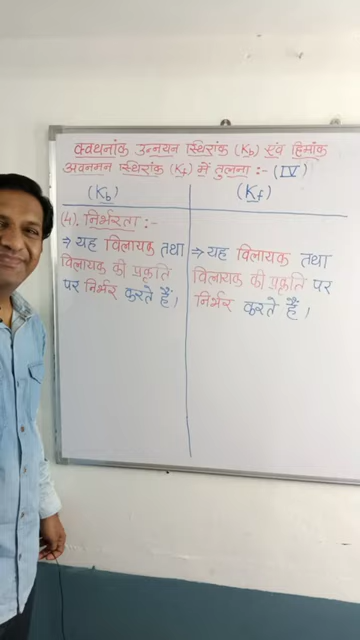 क्वथनांक उन्नयन स्थिरांक (Kb) एवं हिमांक
अवनमन स्थिरांक (Kf) में तुलना :- (IV)
(Kb)
(4). निर्भरता :-
⇒ यह विलायक तथा
विलायक की प्रकृति
पर निर्भर करते हैं।
(Kf)
⇒ यह विलायक तथा
विलायक की प्रकृति पर
निर्भर करते हैं।